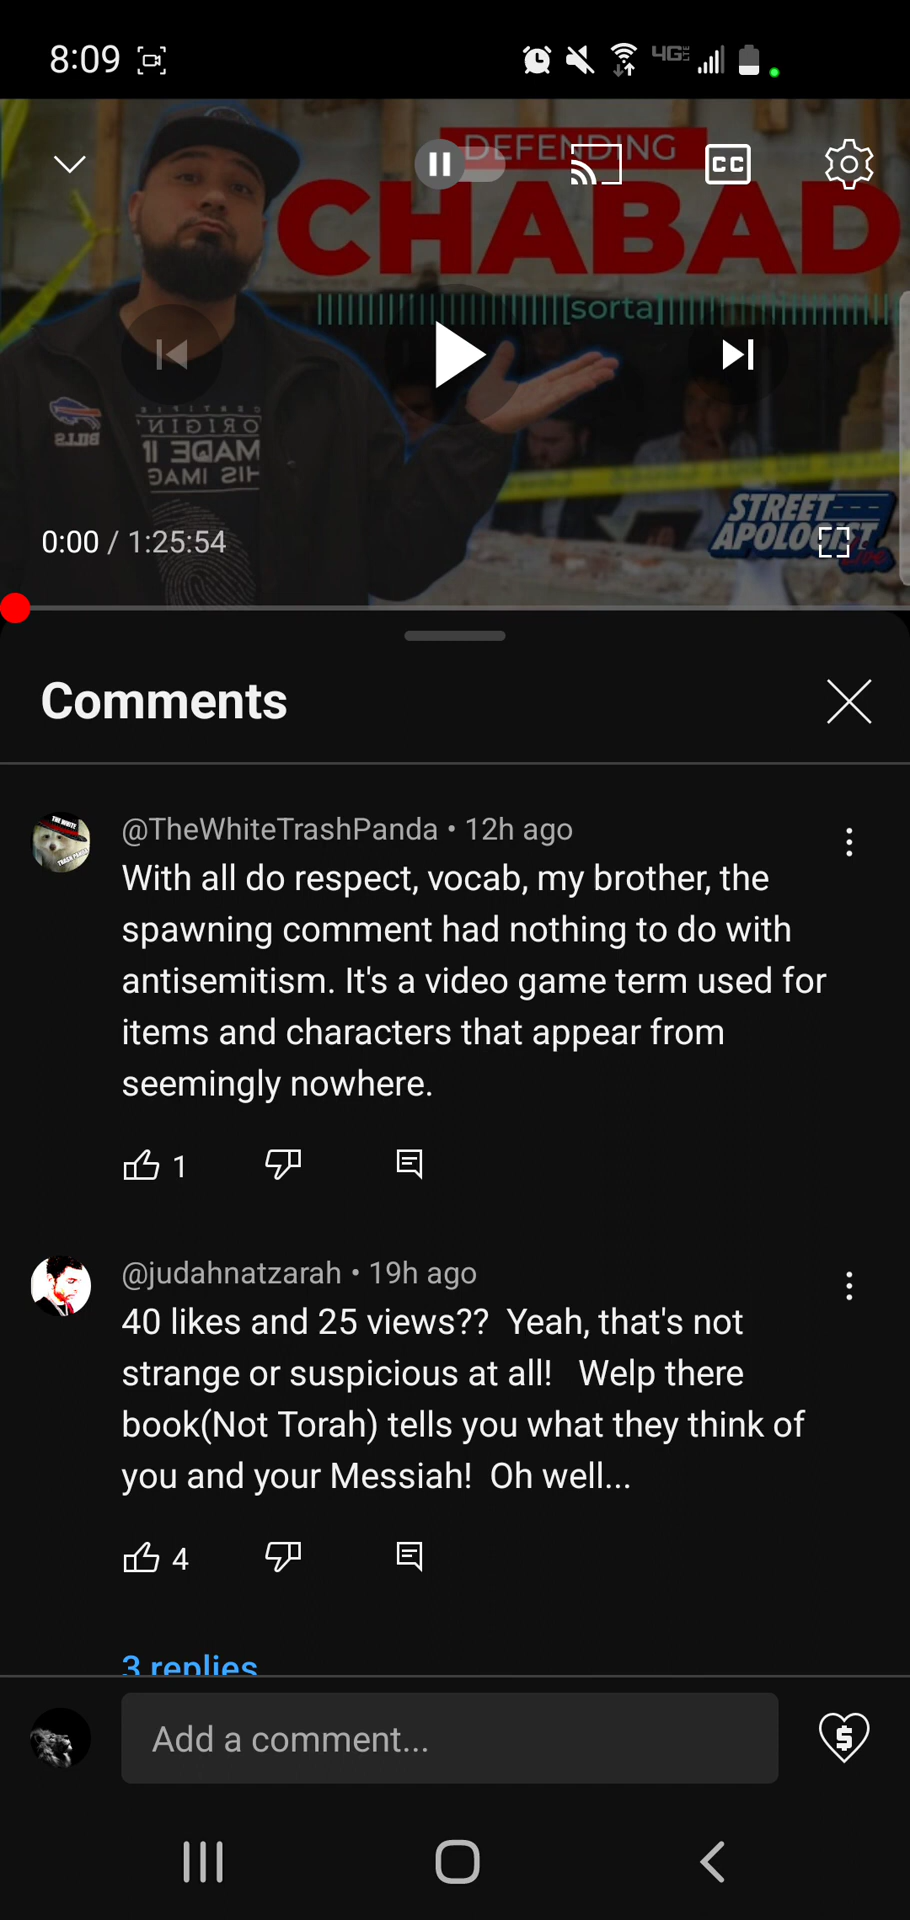 8:09
4G
DEFENDING
CC
CHABAD
[sorta]
BILLS
ORIGIN
MADE
HIS IMAG
STREET
APOLOGIST
Live
0:00 / 1:25:54
Comments
@TheWhiteTrashPanda • 12h ago
With all do respect, vocab, my brother, the
spawning comment had nothing to do with
antisemitism. It's a video game term used for
items and characters that appear from
seemingly nowhere.
1
@judahnatzarah • 19h ago
40 likes and 25 views??  Yeah, that's not
strange or suspicious at all!   Welp there
book(Not Torah) tells you what they think of
you and your Messiah!  Oh well...
4
3 replies
Add a comment...
$